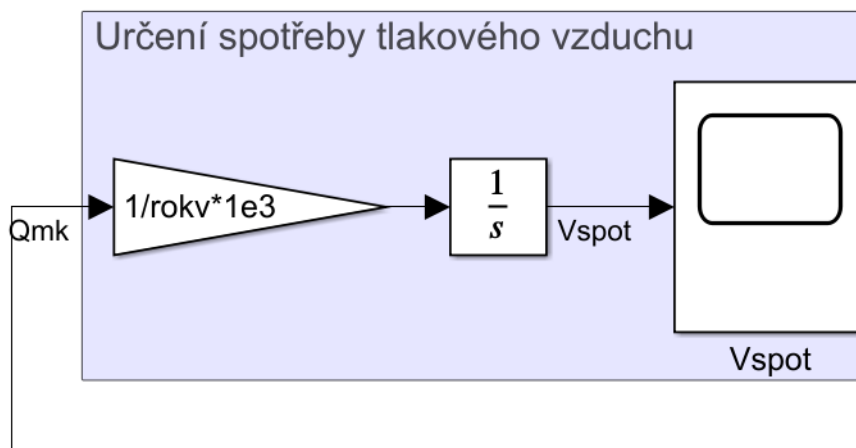 Určení spotřeby tlakového vzduchu
Qmk
1/rokv*1e3
1
s
Vspot
Vspot